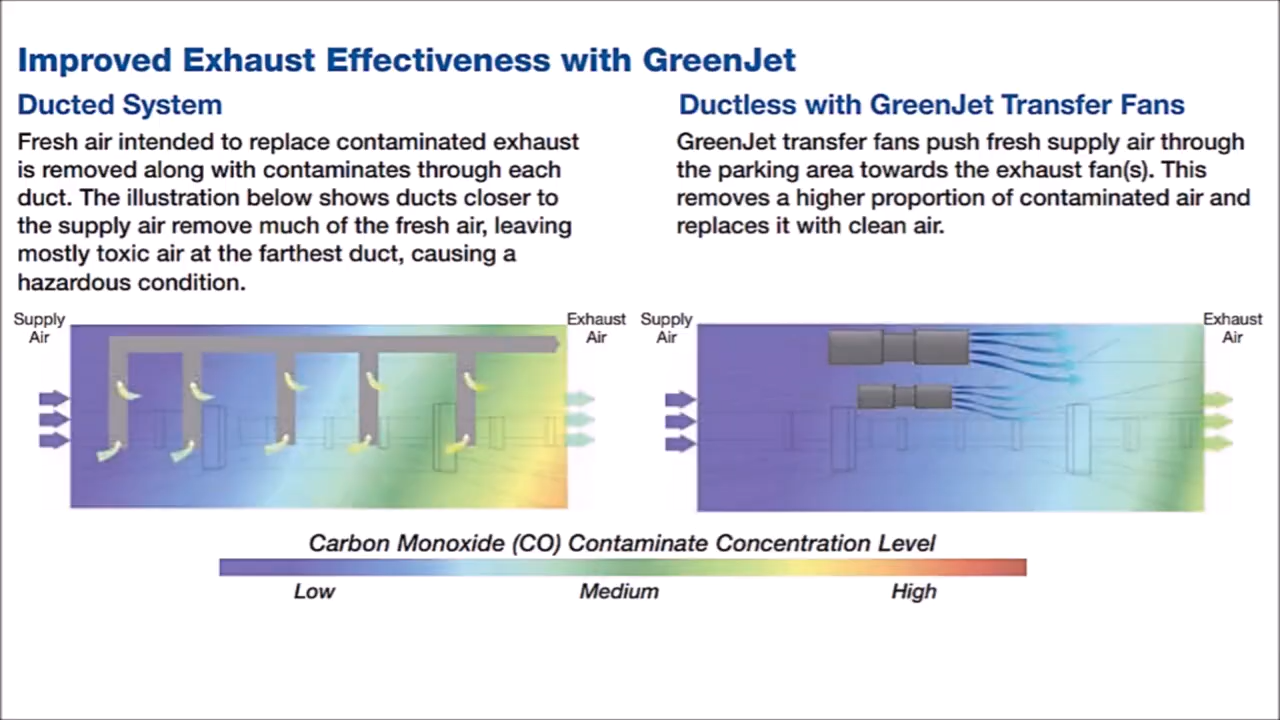 Improved Exhaust Effectiveness with GreenJet
Ducted System
Fresh air intended to replace contaminated exhaust
is removed along with contaminates through each
duct. The illustration below shows ducts closer to
the supply air remove much of the fresh air, leaving
mostly toxic air at the farthest duct, causing a
hazardous condition.
Ductless with GreenJet Transfer Fans
GreenJet transfer fans push fresh supply air through
the parking area towards the exhaust fan(s). This
removes a higher proportion of contaminated air and
replaces it with clean air.
Supply
Air
Exhaust
Air
Supply
Air
Exhaust
Air
Carbon Monoxide (CO) Contaminate Concentration Level
Low
Medium
High